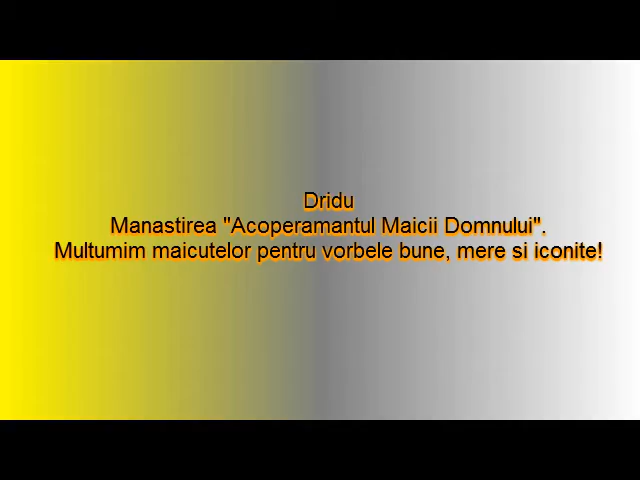 Dridu
Manastirea "Acoperamantul Maicii Domnului".
Multumim maicutelor pentru vorbele bune, mere si iconite!